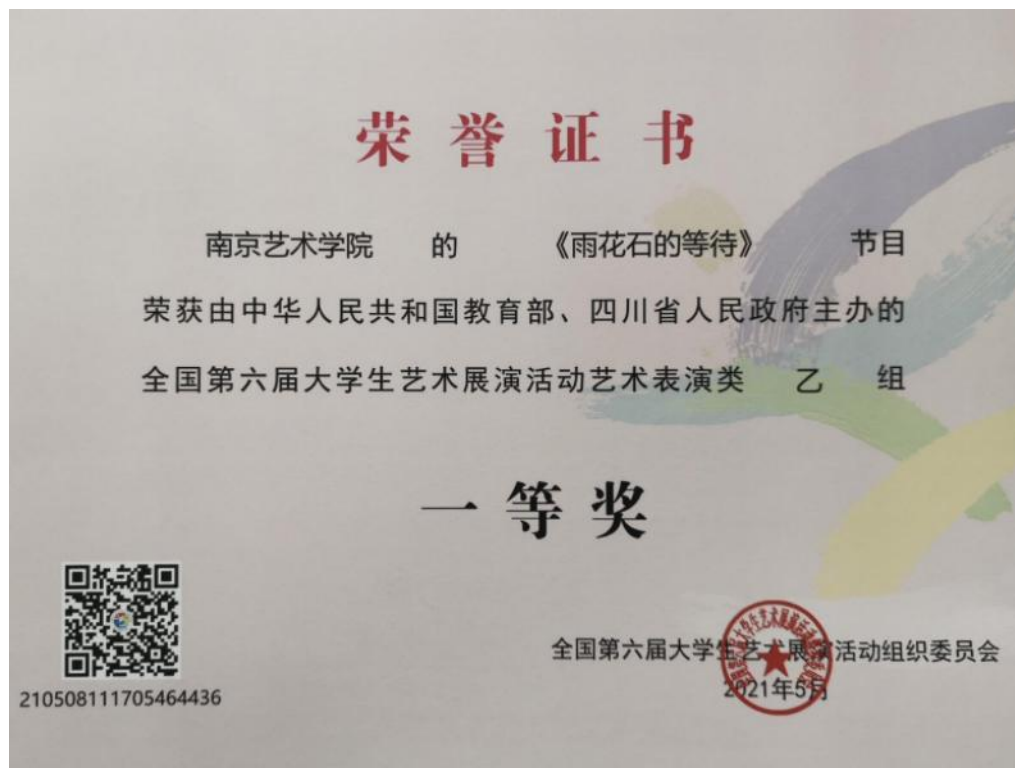 荣誉证书
南京艺术学院 的 《雨花石的等待》 节目
荣获由中华人民共和国教育部、四川省人民政府主办的
全国第六届大学生艺术展演活动艺术表演类 乙 组
一等奖
210508111705464436
全国第六届大学生艺术展演活动组织委员会
2021年5月